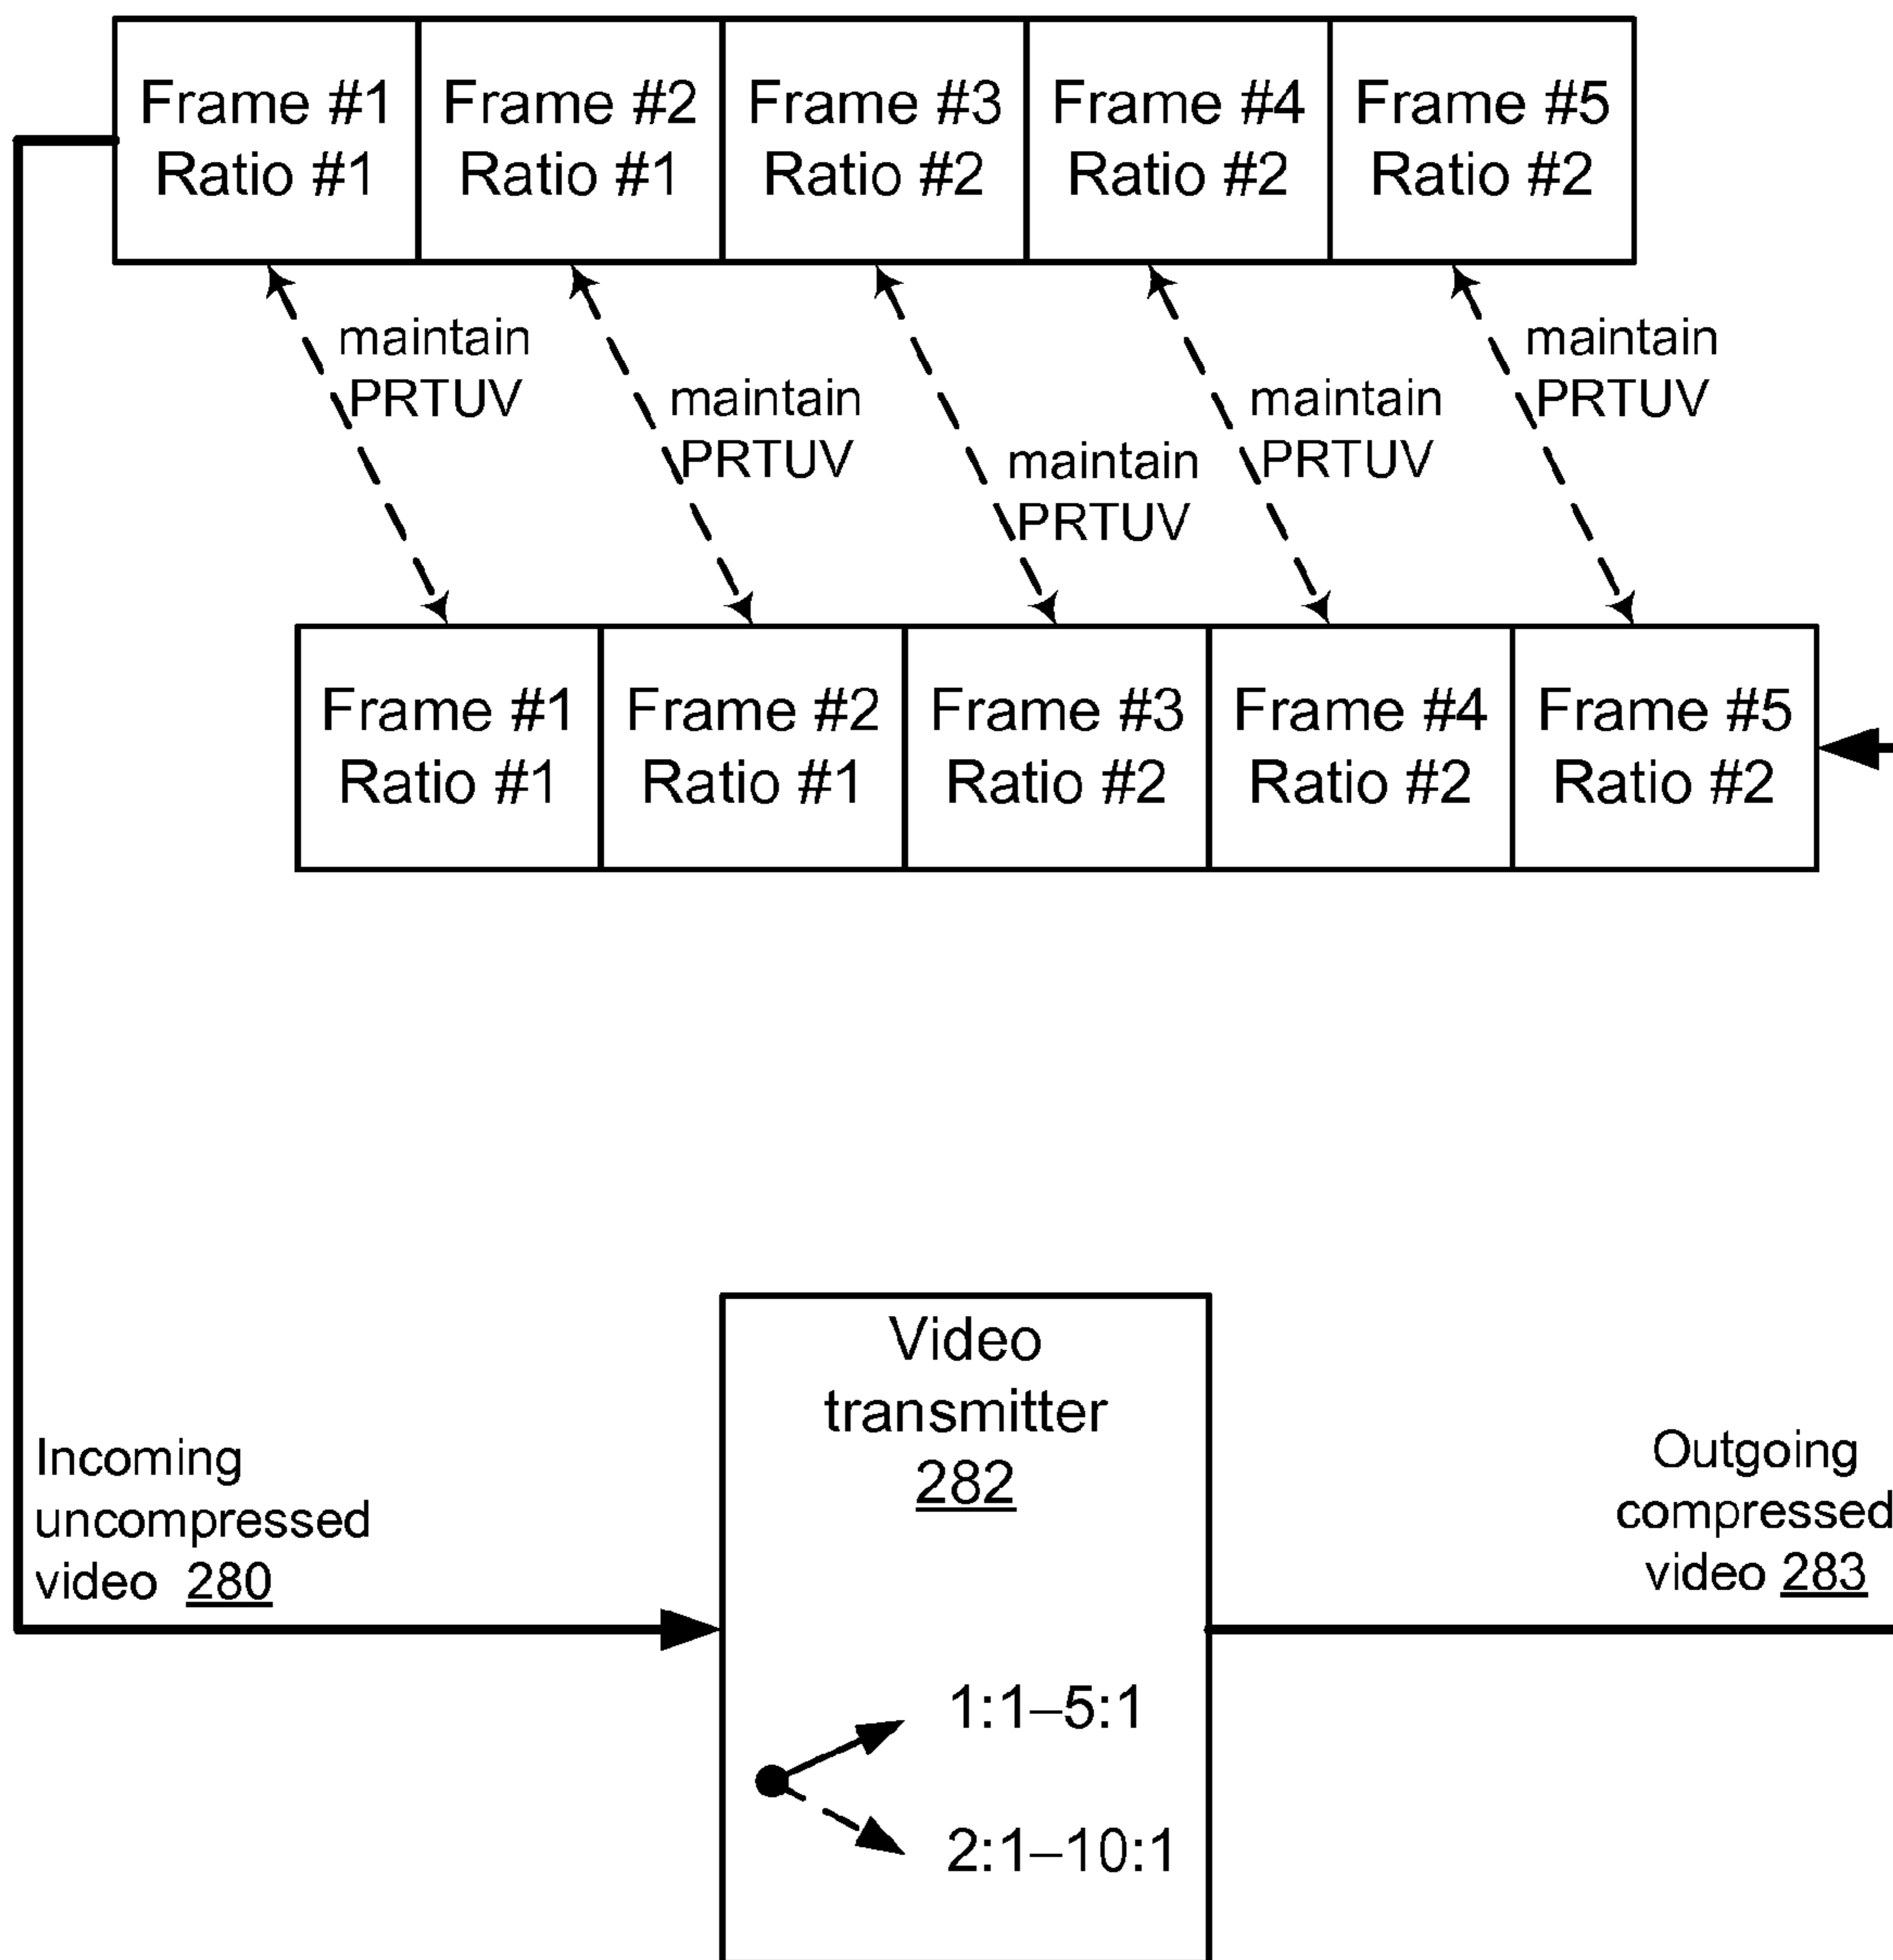 Frame #1
Ratio #1
Frame #2
Ratio #1
Frame #3
Ratio #2
Frame #4
Ratio #2
Frame #5
Ratio #2
maintain
PRTUV
maintain
PRTUV
maintain
PRTUV
maintain
PRTUV
maintain
PRTUV
Frame #1
Ratio #1
Frame #2
Ratio #1
Frame #3
Ratio #2
Frame #4
Ratio #2
Frame #5
Ratio #2
Incoming
uncompressed
video 280
Video
transmitter
282
1:1–5:1
2:1–10:1
Outgoing
compressed
video 283